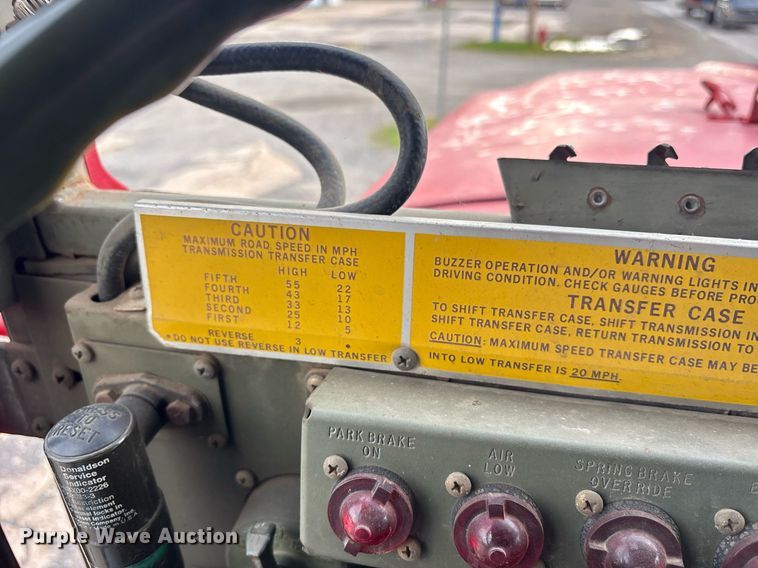 CAUTION
MAXIMUM ROAD SPEED IN MPH
TRANSMISSION TRANSFER CASE
HIGH LOW
FIFTH 55 22
FOURTH 43 17
THIRD 33 13
SECOND 25 10
FIRST 12 5
REVERSE 3 •
• DO NOT USE REVERSE IN LOW TRANSFER
WARNING
BUZZER OPERATION AND/OR WARNING LIGHTS IN
DRIVING CONDITION. CHECK GAUGES BEFORE PRO
TRANSFER CASE
TO SHIFT TRANSFER CASE, SHIFT TRANSMISSION IN
SHIFT TRANSFER CASE, RETURN TRANSMISSION TO
CAUTION: MAXIMUM SPEED TRANSFER CASE MAY BE
INTO LOW TRANSFER IS 20 MPH
PARK BRAKE
ON
AIR
LOW
SPRING BRAKE
OVERRIDE
RESET
Donaldson
Service
Indicator
00-2226
Purple Wave Auction